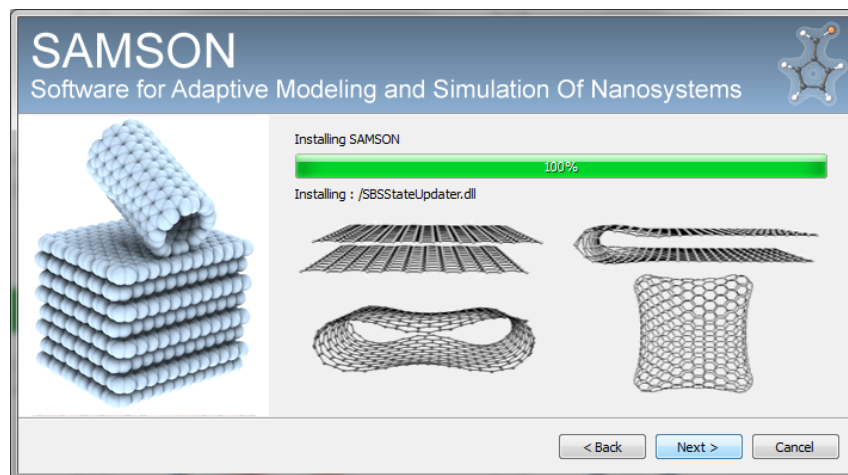 SAMSON
Software for Adaptive Modeling and Simulation Of Nanosystems
Installing SAMSON
100%
Installing : /SBSStateUpdater.dll
< Back Next > Cancel